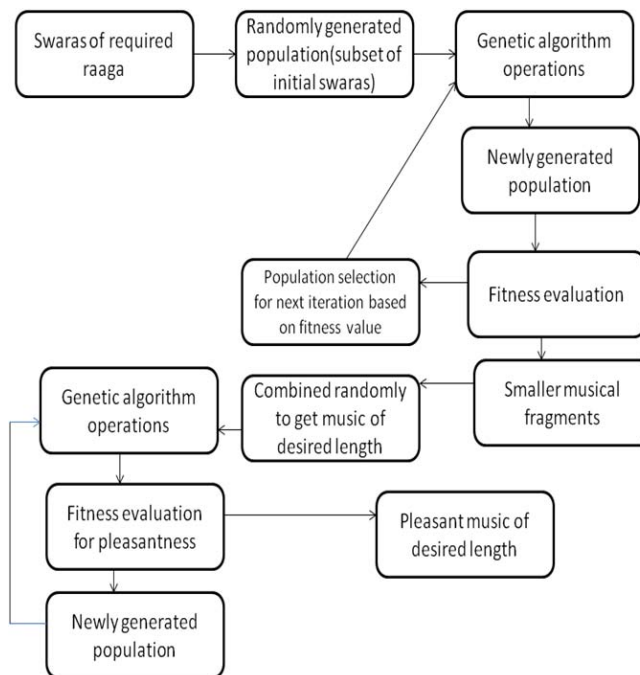 Swaras of required
raaga
Randomly generated
population(subset of
initial swaras)
Genetic algorithm
operations
Newly generated
population
Fitness evaluation
Population selection
for next iteration based
on fitness value
Smaller musical
fragments
Combined randomly
to get music of
desired length
Genetic algorithm
operations
Fitness evaluation
for pleasantness
Pleasant music of
desired length
Newly generated
population